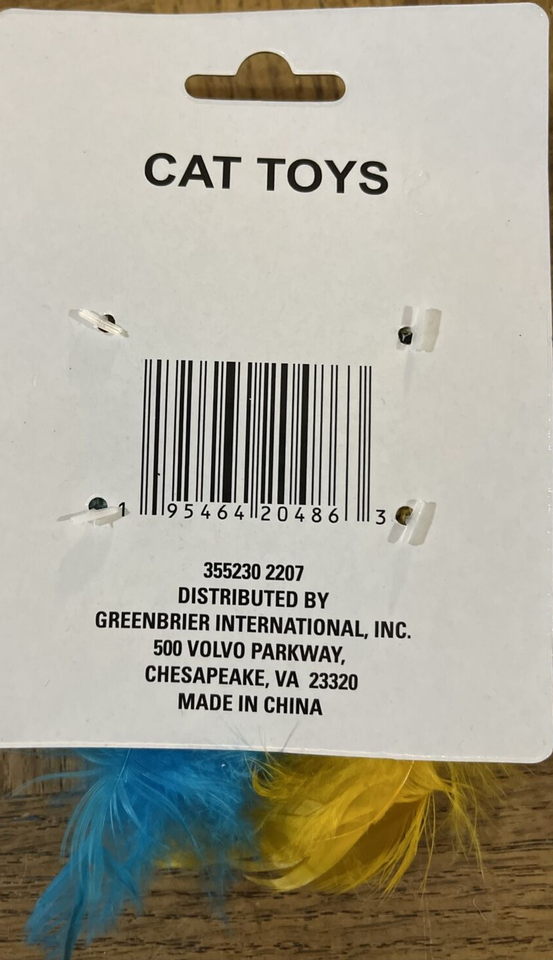 CAT TOYS
1 95464 20486 3
355230 2207
DISTRIBUTED BY
GREENBRIER INTERNATIONAL, INC.
500 VOLVO PARKWAY,
CHESAPEAKE, VA 23320
MADE IN CHINA